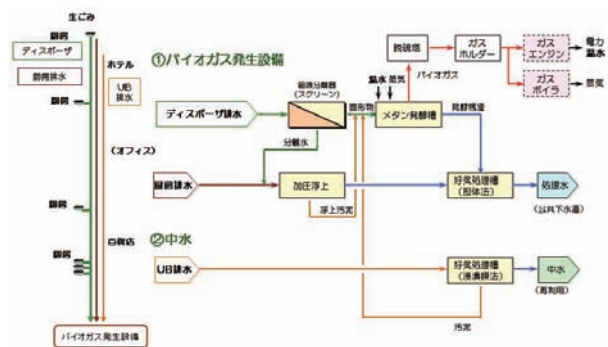 生ごみ
厨房
ディスポーザ
厨房排水
厨房
ホテル
UB
排水
(オフィス)
厨房
百貨店
厨房
バイオガス発生設備
①バイオガス発生設備
ディスポーザ排水
固液分離器
(スクリーン)
固形物
温水
蒸気
メタン発酵槽
バイオガス
脱硫塔
ガス
ホルダー
ガス
エンジン
電力
温水
ガス
ボイラ
蒸気
発酵残渣
分離水
厨房排水
加圧浮上
浮上汚泥
好気処理槽
(担体法)
処理水
(公共下水道)
②中水
UB排水
好気処理槽
(浸漬膜法)
中水
(再利用)
汚泥